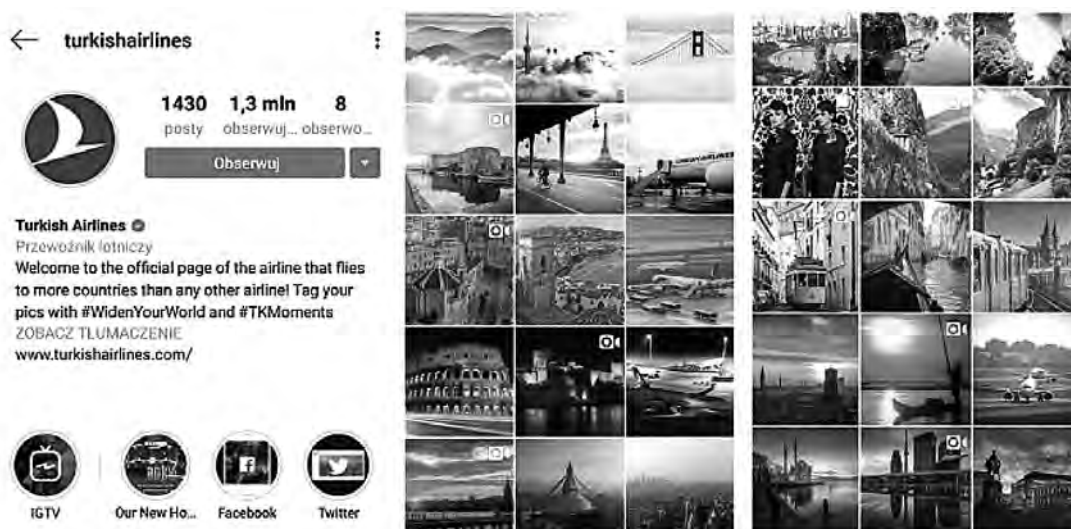 turkishairlines
1430 1,3 mln 8
posty obserwuj... obserwo...
Obserwuj
Turkish Airlines
Przewoźnik lotniczy
Welcome to the official page of the airline that flies
to more countries than any other airline! Tag your
pics with #WidenYourWorld and #TKMoments
ZOBACZ TŁUMACZENIE
www.turkishairlines.com/
IGTV Our New Ho... Facebook Twitter